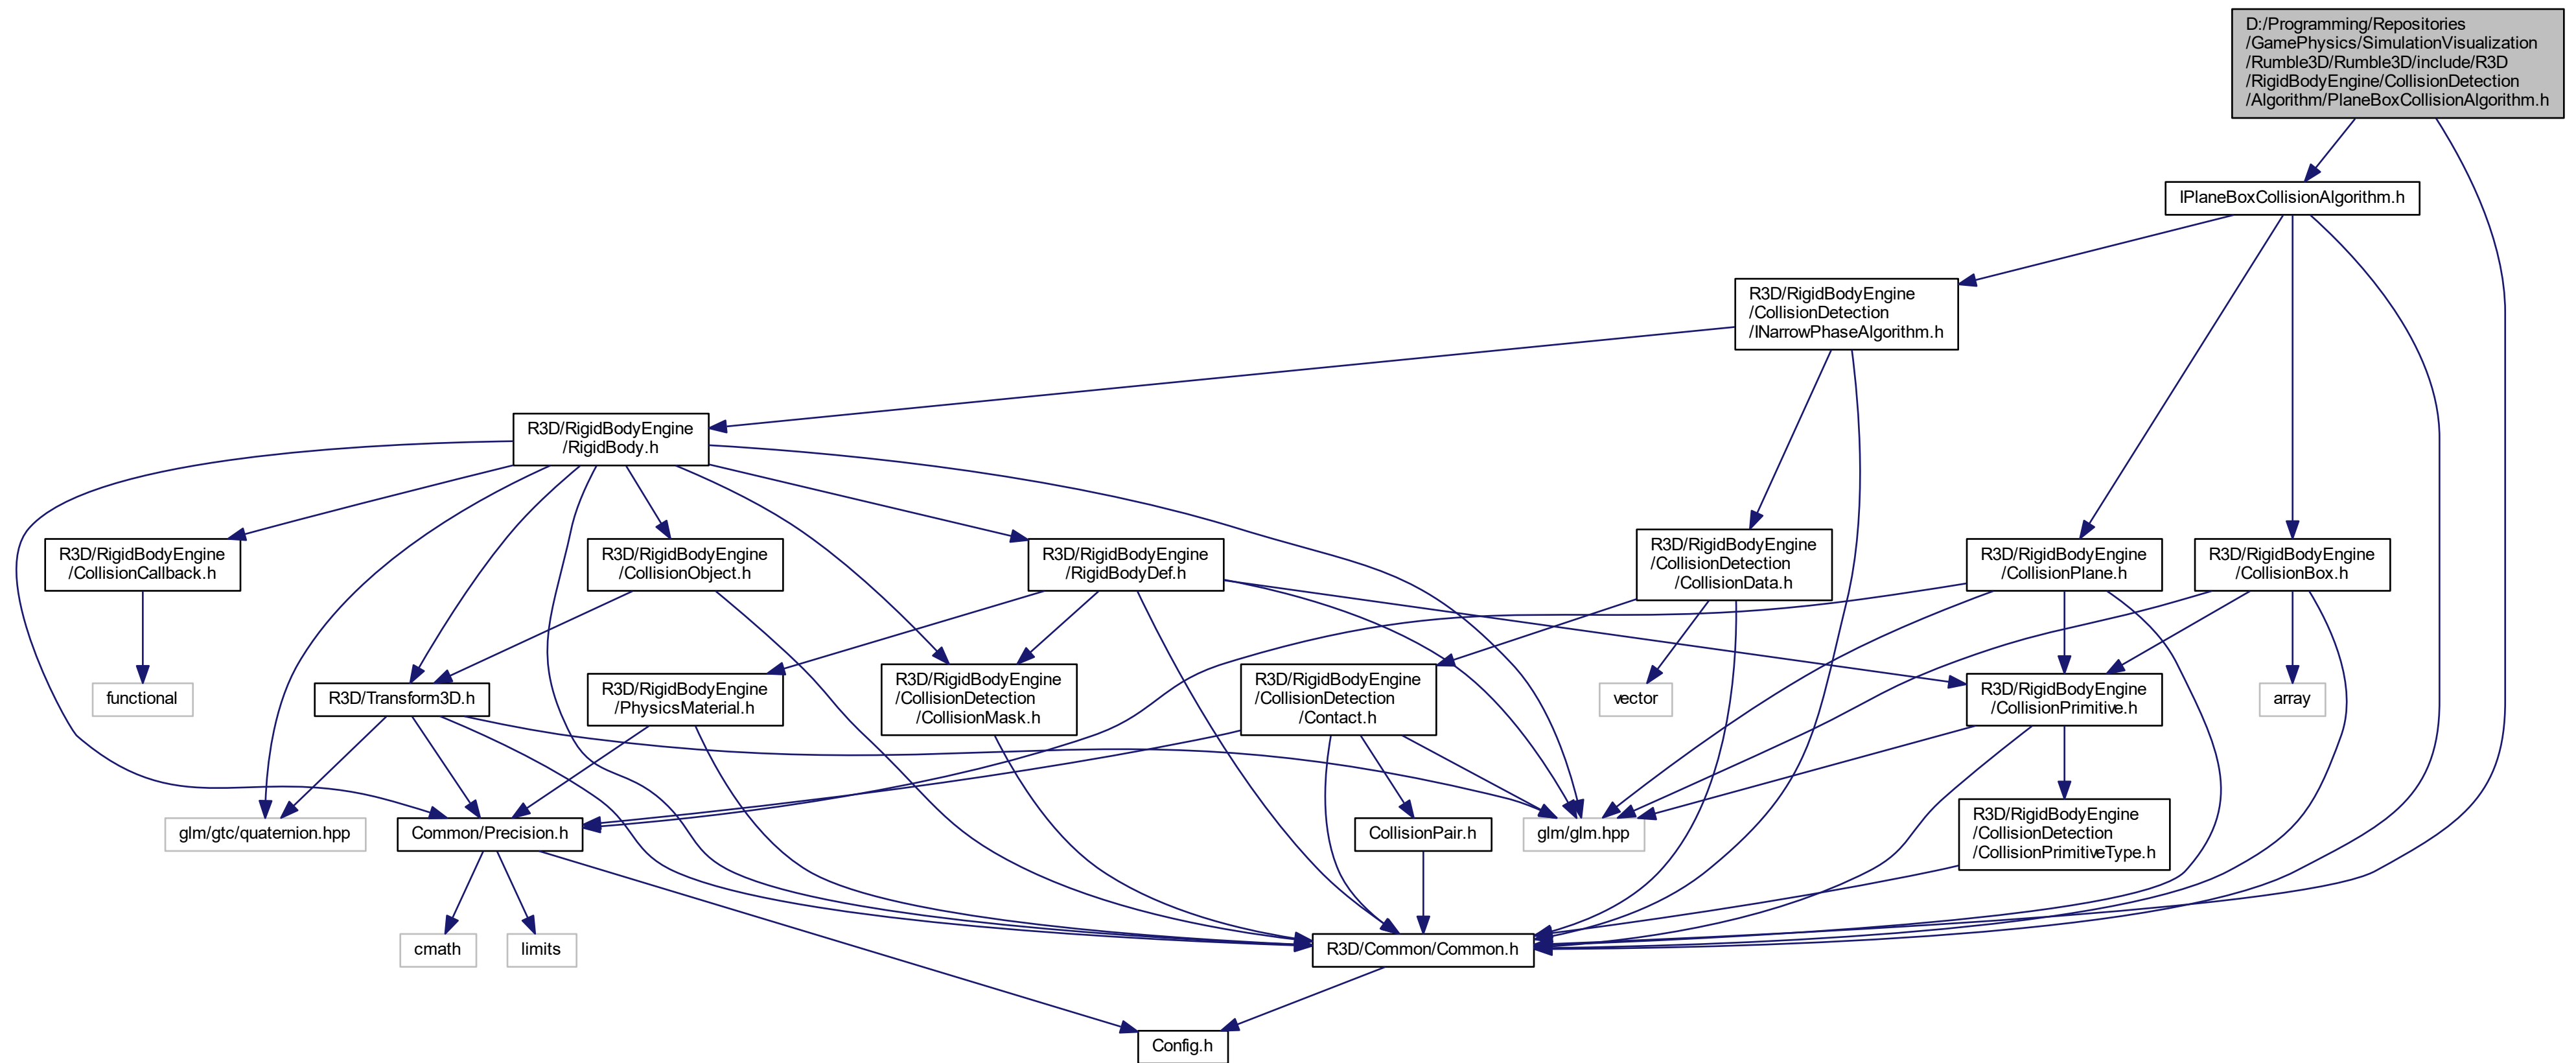 D:/Programming/Repositories
/GamePhysics/SimulationVisualization
/Rumble3D/Rumble3D/include/R3D
/RigidBodyEngine/CollisionDetection
/Algorithm/PlaneBoxCollisionAlgorithm.h
IPlaneBoxCollisionAlgorithm.h
R3D/RigidBodyEngine
/CollisionDetection
/INarrowPhaseAlgorithm.h
R3D/RigidBodyEngine
/RigidBody.h
R3D/RigidBodyEngine
/CollisionCallback.h
R3D/RigidBodyEngine
/CollisionObject.h
R3D/RigidBodyEngine
/RigidBodyDef.h
R3D/RigidBodyEngine
/CollisionDetection
/CollisionData.h
R3D/RigidBodyEngine
/CollisionPlane.h
R3D/RigidBodyEngine
/CollisionBox.h
functional
R3D/Transform3D.h
R3D/RigidBodyEngine
/PhysicsMaterial.h
R3D/RigidBodyEngine
/CollisionDetection
/CollisionMask.h
R3D/RigidBodyEngine
/CollisionDetection
/Contact.h
vector
R3D/RigidBodyEngine
/CollisionPrimitive.h
array
glm/gtc/quaternion.hpp
Common/Precision.h
CollisionPair.h
glm/glm.hpp
R3D/RigidBodyEngine
/CollisionDetection
/CollisionPrimitiveType.h
cmath
limits
R3D/Common/Common.h
Config.h